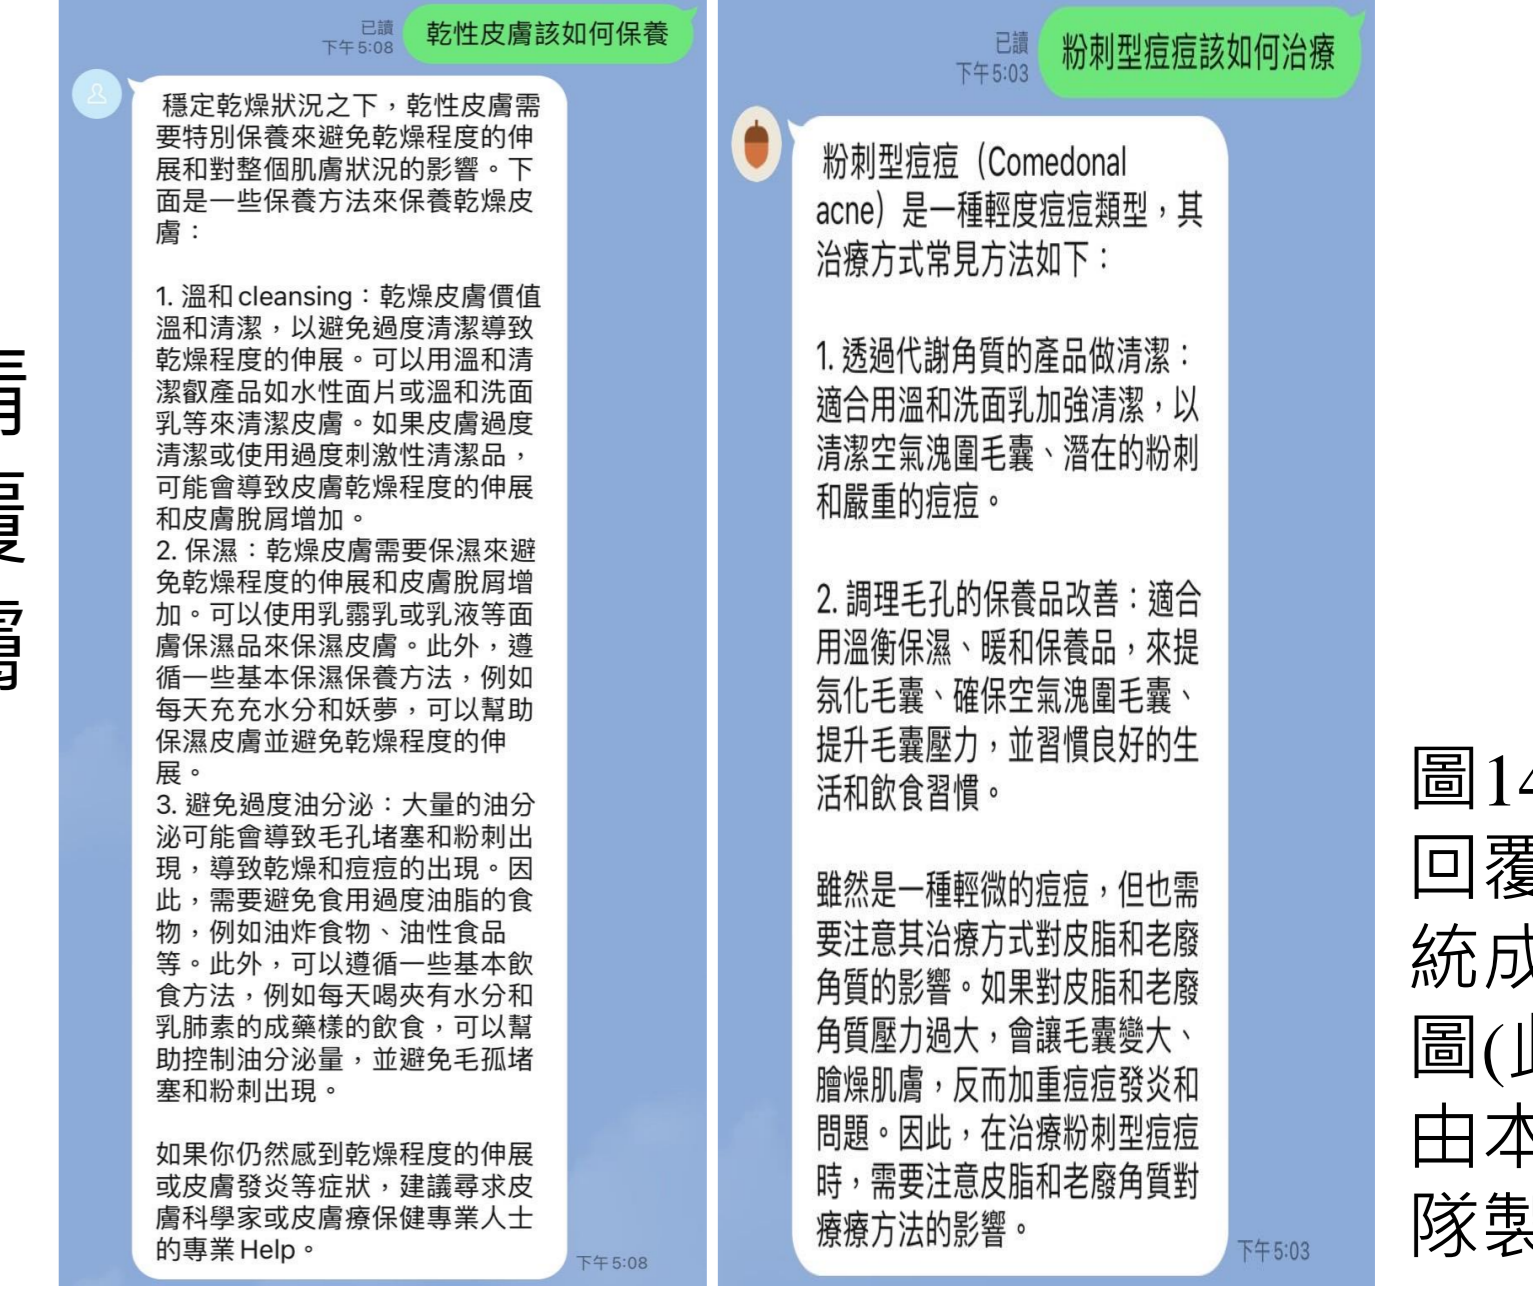 已讀
下午5:08
乾性皮膚該如何保養
穩定乾燥狀況之下，乾性皮膚需
要特別保養來避免乾燥程度的伸
展和對整個肌膚狀況的影響。下
面是一些保養方法來保養乾燥皮
膚：
1. 溫和cleansing：乾燥皮膚價值
溫和清潔，以避免過度清潔導致
乾燥程度的伸展。可以用溫和清
潔叡產品如水性面片或溫和洗面
乳等來清潔皮膚。如果皮膚過度
清潔或使用過度刺激性清潔品，
可能會導致皮膚乾燥程度的伸展
和皮膚脫屑增加。
2. 保濕：乾燥皮膚需要保濕來避
免乾燥程度的伸展和皮膚脫屑增
加。可以使用乳霛乳或乳液等面
膚保濕品來保濕皮膚。此外，遵
循一些基本保濕保養方法，例如
每天充充水分和妖夢，可以幫助
保濕皮膚並避免乾燥程度的伸
展。
3. 避免過度油分泌：大量的油分
泌可能會導致毛孔堵塞和粉刺出
現，導致乾燥和痘痘的出現。因
此，需要避免食用過度油脂的食
物，例如油炸食物、油性食品
等。此外，可以遵循一些基本飲
食方法，例如每天喝夾有水分和
乳肺素的成藥樣的飲食，可以幫
助控制油分泌量，並避免毛孤堵
塞和粉刺出現。
如果你仍然感到乾燥程度的伸展
或皮膚發炎等症狀，建議尋求皮
膚科學家或皮膚療保健專業人士
的專業Help。
下午5:08
已讀
下午5:03
粉刺型痘痘該如何治療
粉刺型痘痘（Comedonal
acne）是一種輕度痘痘類型，其
治療方式常見方法如下：
1. 透過代謝角質的產品做清潔：
適合用溫和洗面乳加強清潔，以
清潔空氣溾圍毛囊、潛在的粉刺
和嚴重的痘痘。
2. 調理毛孔的保養品改善：適合
用溫衡保濕、暖和保養品，來提
氛化毛囊、確保空氣溾圍毛囊、
提升毛囊壓力，並習慣良好的生
活和飲食習慣。
雖然是一種輕微的痘痘，但也需
要注意其治療方式對皮脂和老廢
角質的影響。如果對皮脂和老廢
角質壓力過大，會讓毛囊變大、
膾燥肌膚，反而加重痘痘發炎和
問題。因此，在治療粉刺型痘痘
時，需要注意皮脂和老廢角質對
療療方法的影響。
下午5:03
圖14
回覆
統成
圖(此
由本
隊製